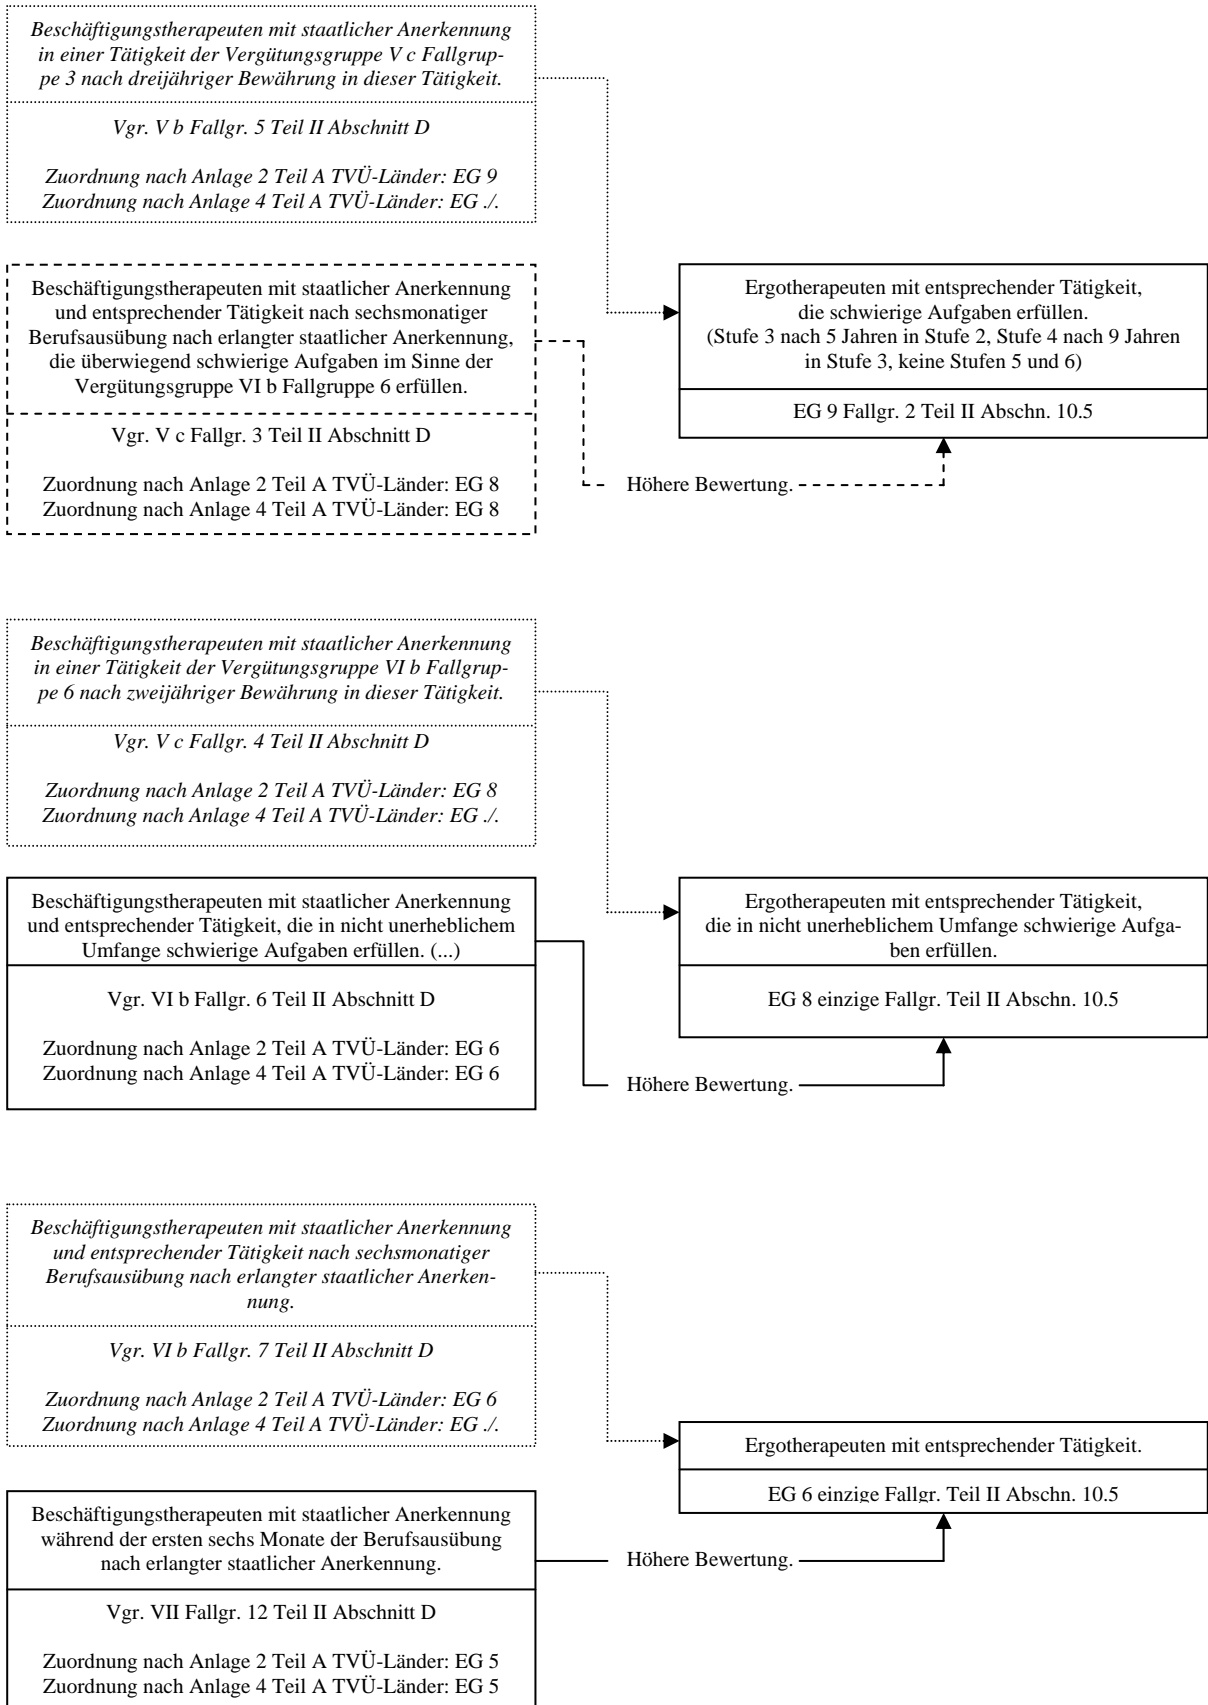 Beschäftigungstherapeuten mit staatlicher Anerkennung
in einer Tätigkeit der Vergütungsgruppe V c Fallgrup-
pe 3 nach dreijähriger Bewährung in dieser Tätigkeit.
Vgr. V b Fallgr. 5 Teil II Abschnitt D
Zuordnung nach Anlage 2 Teil A TVÜ-Länder: EG 9
Zuordnung nach Anlage 4 Teil A TVÜ-Länder: EG ./.
Beschäftigungstherapeuten mit staatlicher Anerkennung
und entsprechender Tätigkeit nach sechsmonatiger
Berufsausübung nach erlangter staatlicher Anerkennung,
die überwiegend schwierige Aufgaben im Sinne der
Vergütungsgruppe VI b Fallgruppe 6 erfüllen.
Vgr. V c Fallgr. 3 Teil II Abschnitt D
Zuordnung nach Anlage 2 Teil A TVÜ-Länder: EG 8
Zuordnung nach Anlage 4 Teil A TVÜ-Länder: EG 8
Höhere Bewertung.
Ergotherapeuten mit entsprechender Tätigkeit,
die schwierige Aufgaben erfüllen.
(Stufe 3 nach 5 Jahren in Stufe 2, Stufe 4 nach 9 Jahren
in Stufe 3, keine Stufen 5 und 6)
EG 9 Fallgr. 2 Teil II Abschn. 10.5
Beschäftigungstherapeuten mit staatlicher Anerkennung
in einer Tätigkeit der Vergütungsgruppe VI b Fallgrup-
pe 6 nach zweijähriger Bewährung in dieser Tätigkeit.
Vgr. V c Fallgr. 4 Teil II Abschnitt D
Zuordnung nach Anlage 2 Teil A TVÜ-Länder: EG 8
Zuordnung nach Anlage 4 Teil A TVÜ-Länder: EG ./.
Beschäftigungstherapeuten mit staatlicher Anerkennung
und entsprechender Tätigkeit, die in nicht unerheblichem
Umfange schwierige Aufgaben erfüllen. (...)
Vgr. VI b Fallgr. 6 Teil II Abschnitt D
Zuordnung nach Anlage 2 Teil A TVÜ-Länder: EG 6
Zuordnung nach Anlage 4 Teil A TVÜ-Länder: EG 6
Höhere Bewertung.
Ergotherapeuten mit entsprechender Tätigkeit,
die in nicht unerheblichem Umfange schwierige Aufga-
ben erfüllen.
EG 8 einzige Fallgr. Teil II Abschn. 10.5
Beschäftigungstherapeuten mit staatlicher Anerkennung
und entsprechender Tätigkeit nach sechsmonatiger
Berufsausübung nach erlangter staatlicher Anerken-
nung.
Vgr. VI b Fallgr. 7 Teil II Abschnitt D
Zuordnung nach Anlage 2 Teil A TVÜ-Länder: EG 6
Zuordnung nach Anlage 4 Teil A TVÜ-Länder: EG ./.
Beschäftigungstherapeuten mit staatlicher Anerkennung
während der ersten sechs Monate der Berufsausübung
nach erlangter staatlicher Anerkennung.
Vgr. VII Fallgr. 12 Teil II Abschnitt D
Zuordnung nach Anlage 2 Teil A TVÜ-Länder: EG 5
Zuordnung nach Anlage 4 Teil A TVÜ-Länder: EG 5
Höhere Bewertung.
Ergotherapeuten mit entsprechender Tätigkeit.
EG 6 einzige Fallgr. Teil II Abschn. 10.5